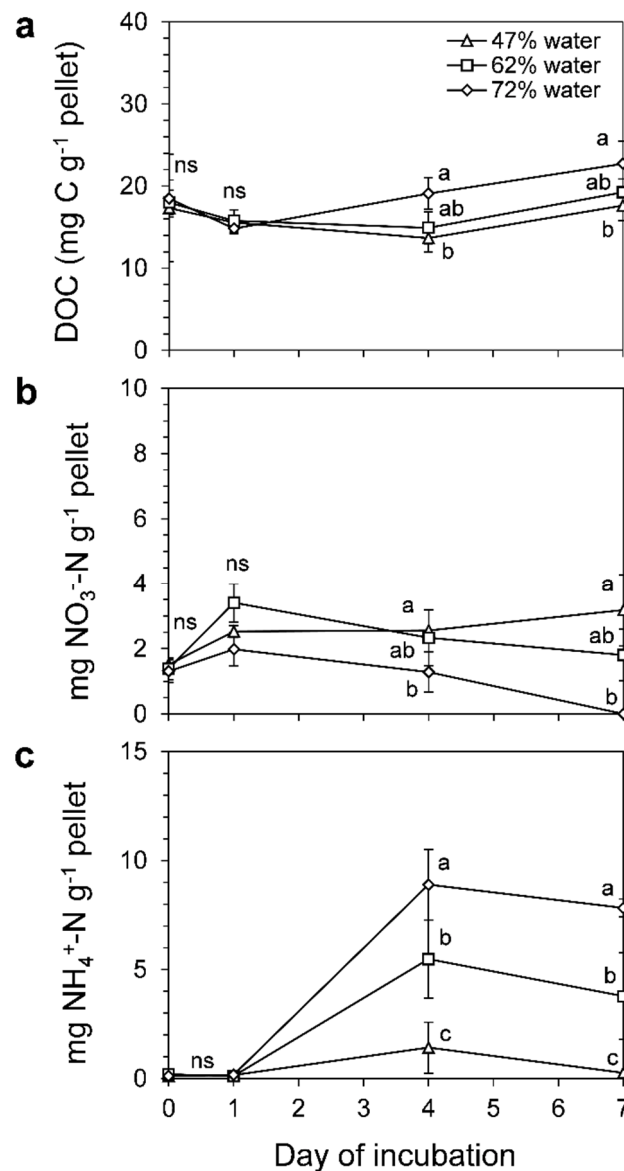 a
DOC (mg C g⁻¹ pellet)
40
30
20
10
0
47% water
62% water
72% water
ns
ns
a
ab
b
a
ab
b
b
mg NO₃⁻-N g⁻¹ pellet
10
8
6
4
2
0
ns
ns
a
ab
b
a
ab
b
c
mg NH₄⁺-N g⁻¹ pellet
15
10
5
0
ns
a
b
c
a
b
c
0 1 2 3 4 5 6 7
Day of incubation